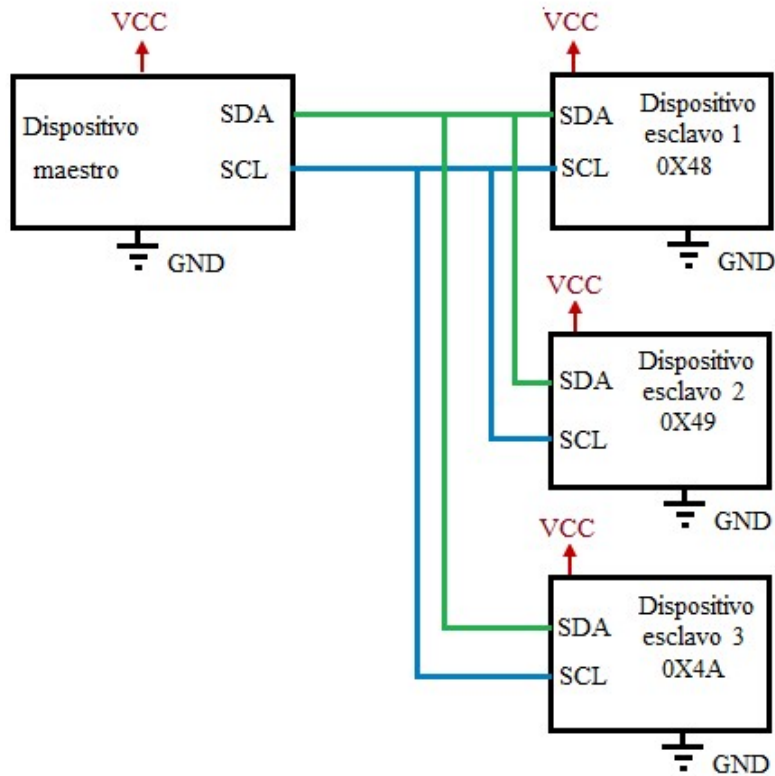 VCC
Dispositivo
maestro
SDA
SCL
GND
VCC
SDA
SCL
Dispositivo
esclavo 1
0X48
GND
VCC
SDA
SCL
Dispositivo
esclavo 2
0X49
GND
VCC
SDA
SCL
Dispositivo
esclavo 3
0X4A
GND